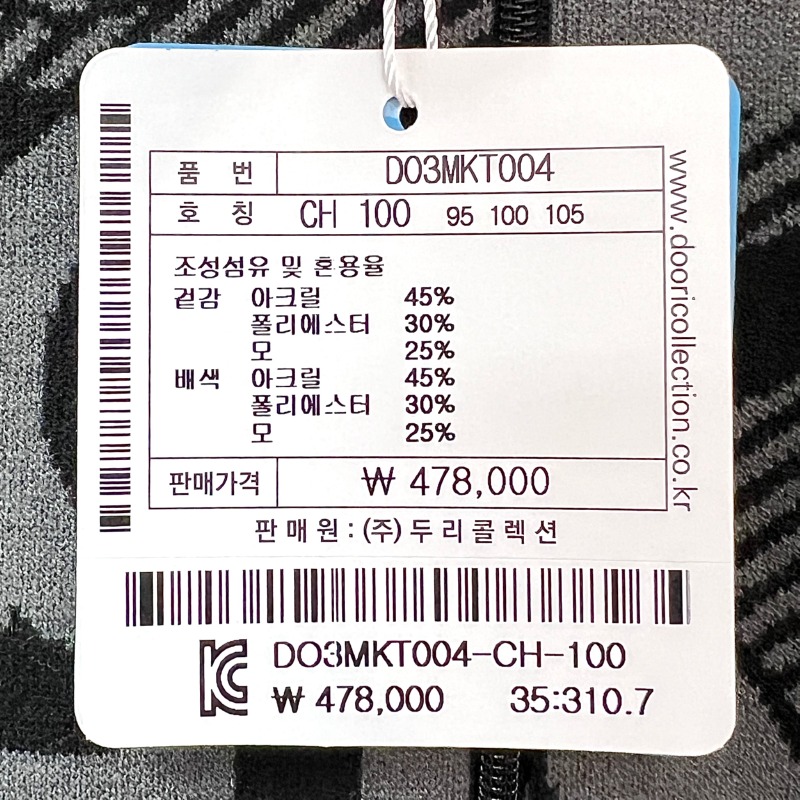 품 번 DO3MKT004
호 칭 CH 100 95 100 105
조성섬유 및 혼용율
겉감 아크릴 45%
폴리에스터 30%
모 25%
배색 아크릴 45%
폴리에스터 30%
모 25%
판매가격 ₩ 478,000
판매원 : (주)두리콜렉션
www.dooricollection.co.kr
KC DO3MKT004-CH-100
₩ 478,000 35:310.7